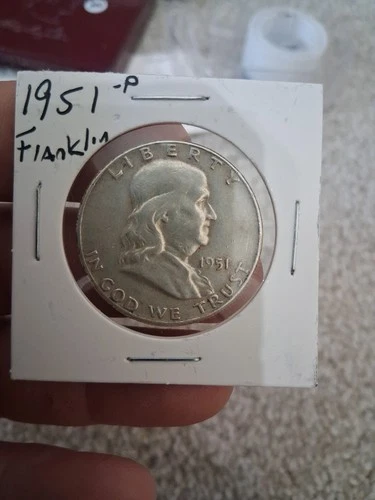 1951-P
Franklin
LIBERTY
1951
IN GOD WE TRUST